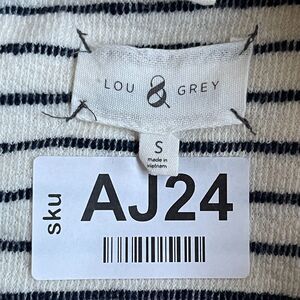 LOU & GREY
S
made in
vietnam
sku
AJ24